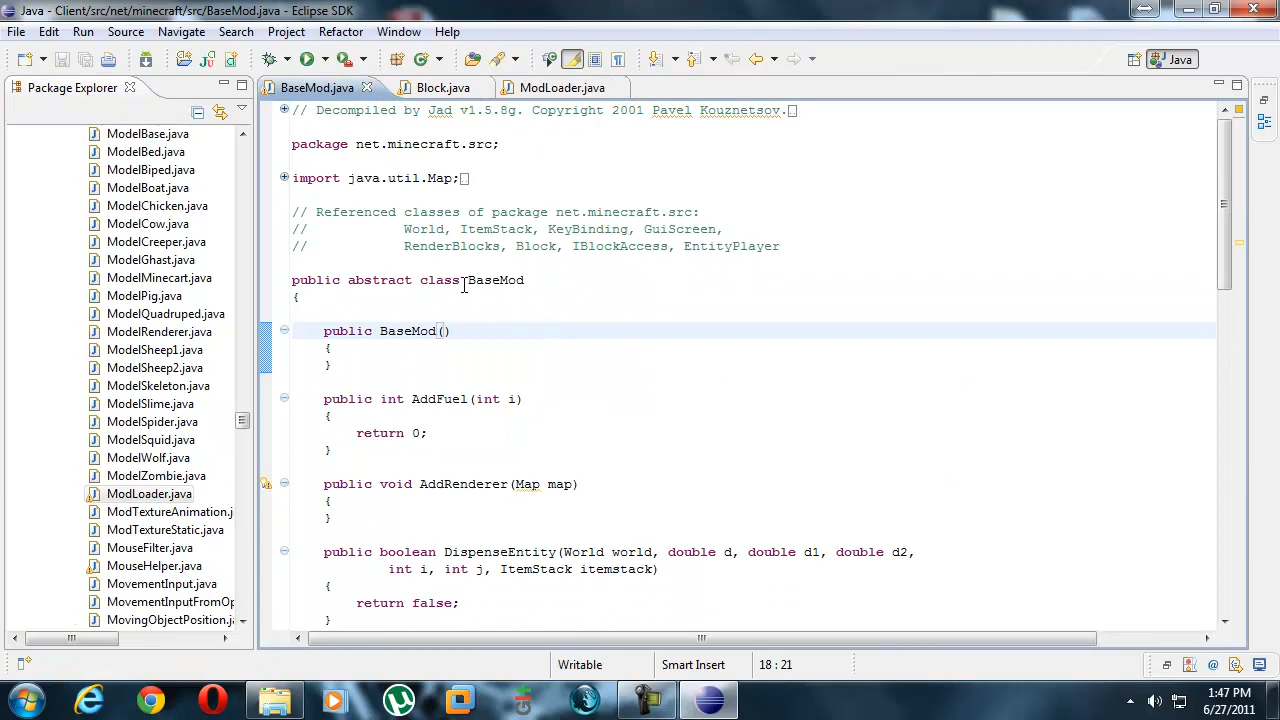 Java - Client/src/net/minecraft/src/BaseMod.java - Eclipse SDK
File Edit Run Source Navigate Search Project Refactor Window Help
Java
Package Explorer
BaseMod.java Block.java ModLoader.java
ModelBase.java
ModelBed.java
ModelBiped.java
ModelBoat.java
ModelChicken.java
ModelCow.java
ModelCreeper.java
ModelGhast.java
ModelMinecart.java
ModelPig.java
ModelQuadruped.java
ModelRenderer.java
ModelSheep1.java
ModelSheep2.java
ModelSkeleton.java
ModelSlime.java
ModelSpider.java
ModelSquid.java
ModelWolf.java
ModelZombie.java
ModLoader.java
ModTextureAnimation.j
ModTextureStatic.java
MouseFilter.java
MouseHelper.java
MovementInput.java
MovementInputFromOp
MovingObjectPosition.ja
// Decompiled by Jad v1.5.8g. Copyright 2001 Pavel Kouznetsov.
package net.minecraft.src;
import java.util.Map;
// Referenced classes of package net.minecraft.src:
// World, ItemStack, KeyBinding, GuiScreen,
// RenderBlocks, Block, IBlockAccess, EntityPlayer
public abstract class BaseMod
{
public BaseMod()
{
}
public int AddFuel(int i)
{
return 0;
}
public void AddRenderer(Map map)
{
}
public boolean DispenseEntity(World world, double d, double d1, double d2,
int i, int j, ItemStack itemstack)
{
return false;
}
Writable Smart Insert 18 : 21
1:47 PM
6/27/2011